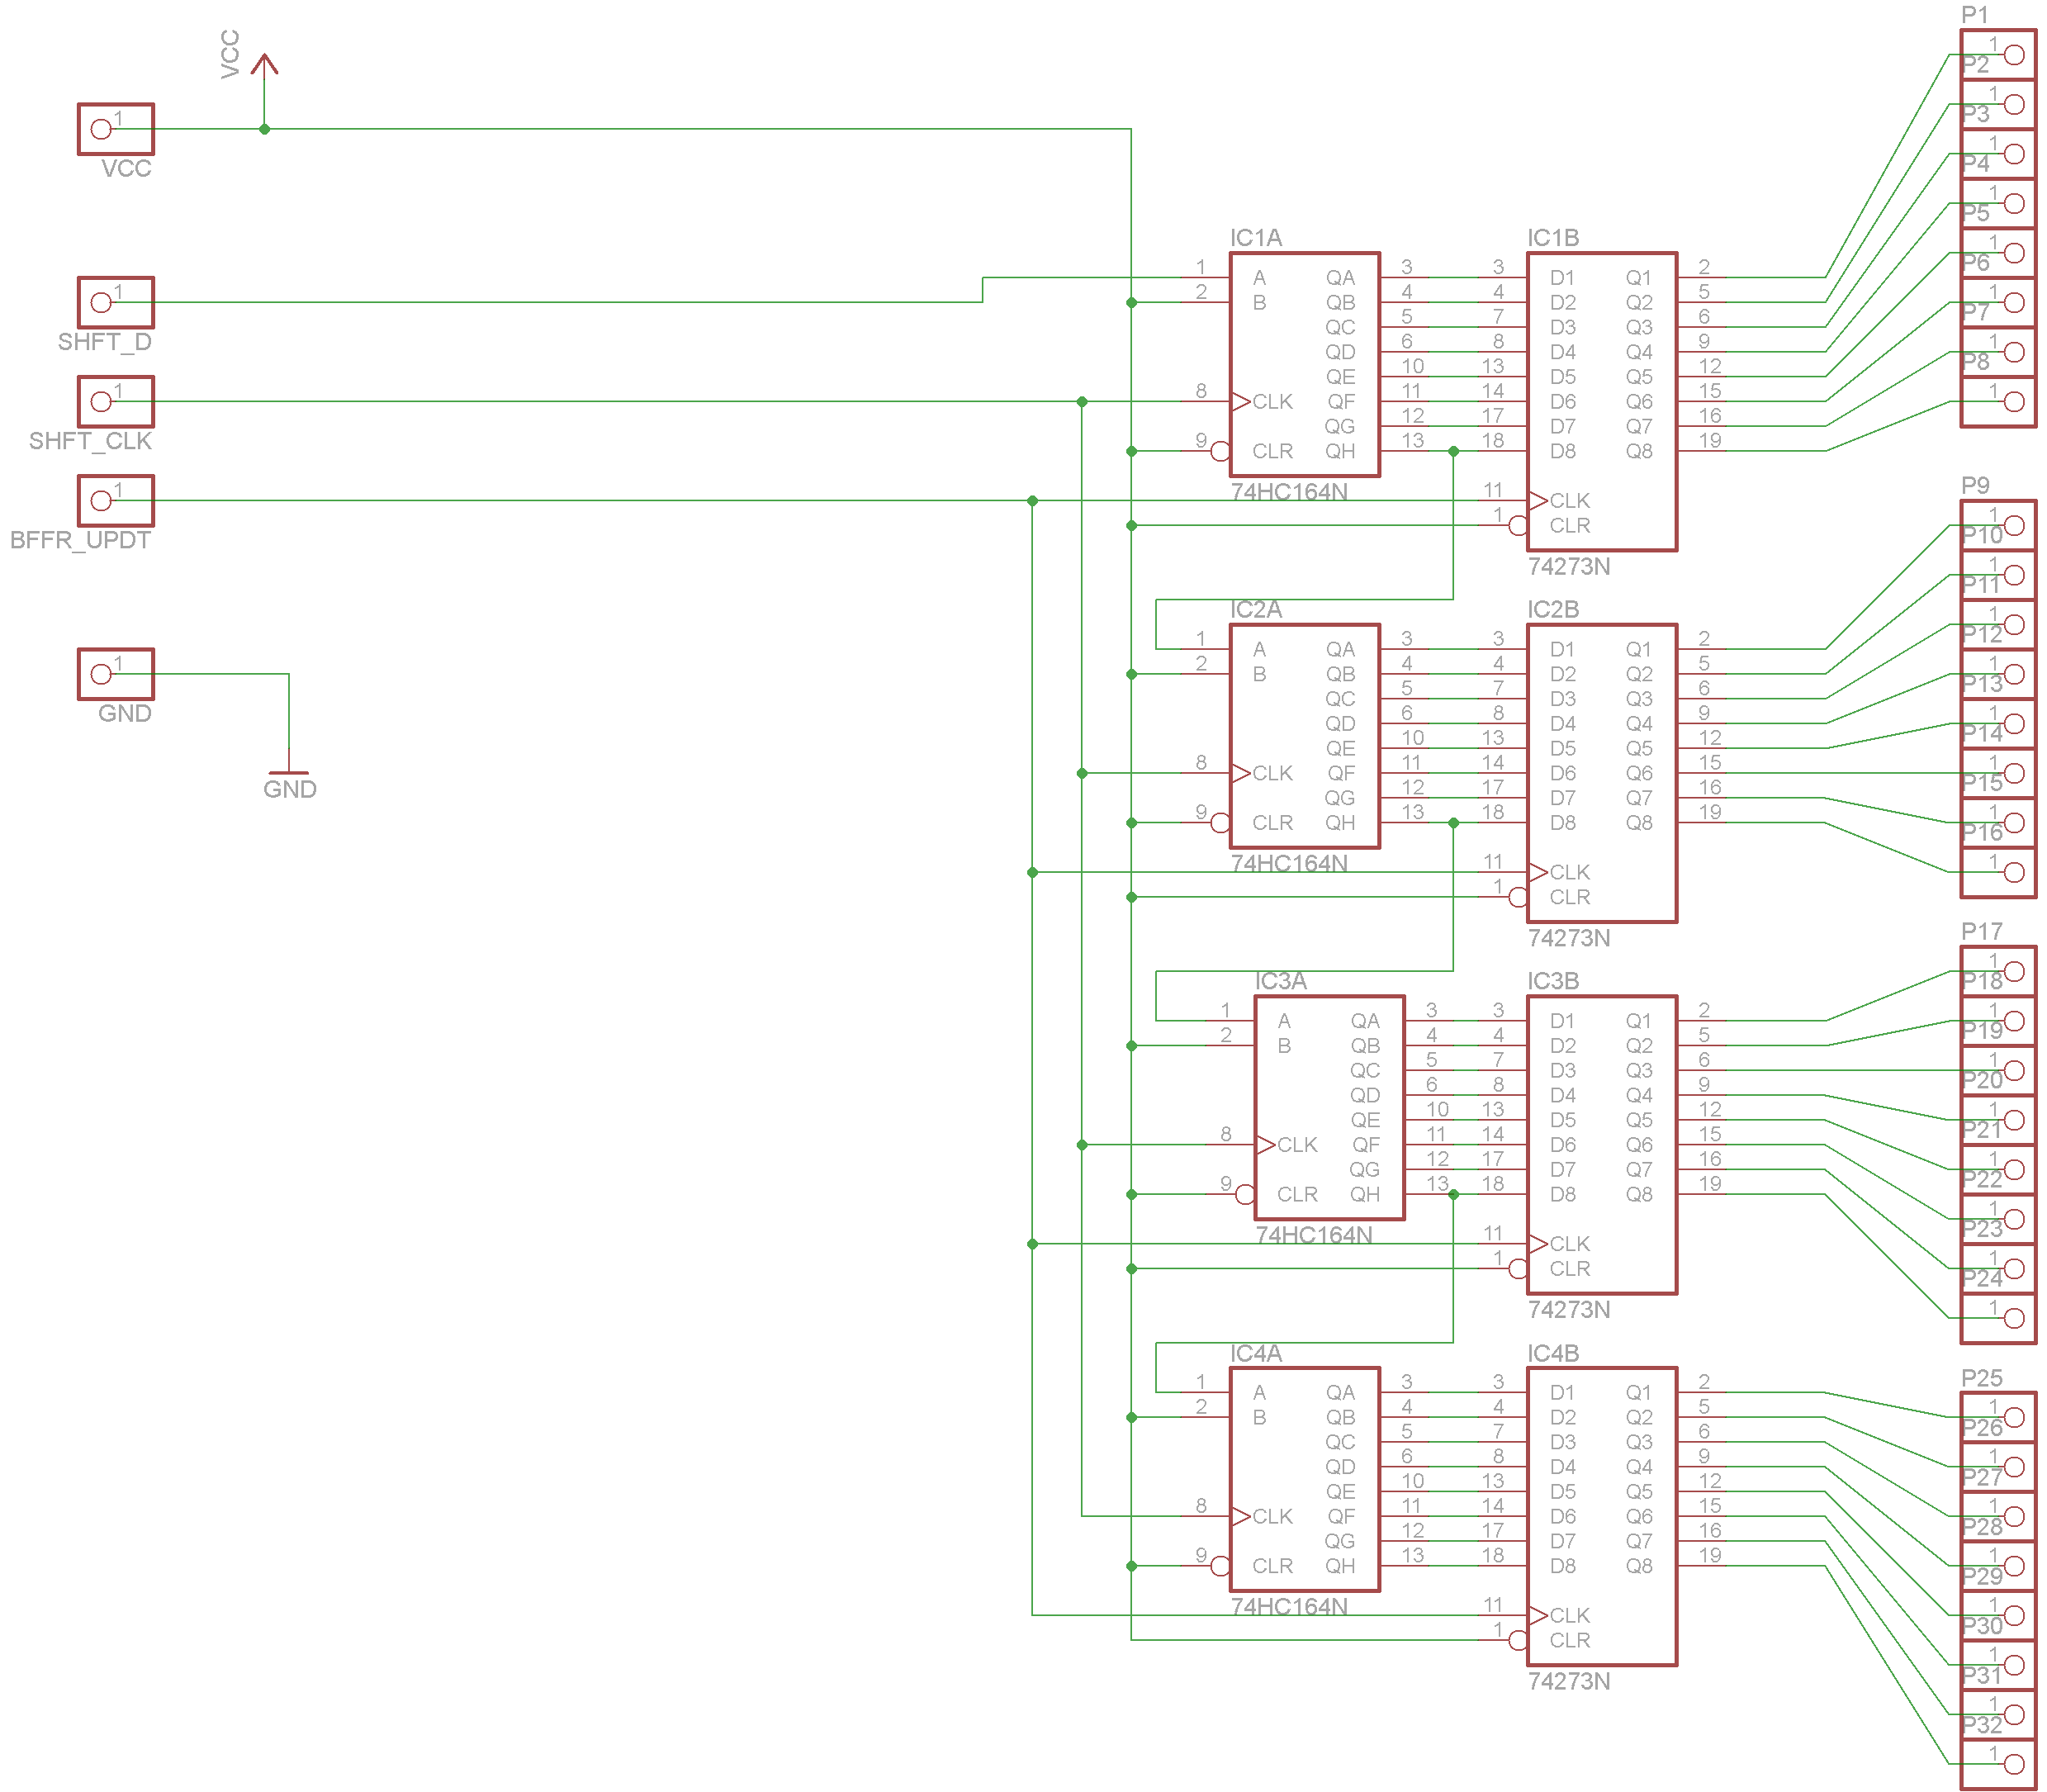 VCC
1
VCC
1
SHFT_D
1
SHFT_CLK
1
BFFR_UPDT
1
GND
GND
IC1A
1 A QA 3
2 B QB 4
QC 5
QD 6
QE 10
8 CLK QF 11
QG 12
9 CLR QH 13
74HC164N
IC1B
3 D1 Q1 2
4 D2 Q2 5
7 D3 Q3 6
8 D4 Q4 9
13 D5 Q5 12
14 D6 Q6 15
17 D7 Q7 16
18 D8 Q8 19
11 CLK
1 CLR
74273N
P1
1
P2
1
P3
1
P4
1
P5
1
P6
1
P7
1
P8
1
IC2A
1 A QA 3
2 B QB 4
QC 5
QD 6
QE 10
8 CLK QF 11
QG 12
9 CLR QH 13
74HC164N
IC2B
3 D1 Q1 2
4 D2 Q2 5
7 D3 Q3 6
8 D4 Q4 9
13 D5 Q5 12
14 D6 Q6 15
17 D7 Q7 16
18 D8 Q8 19
11 CLK
1 CLR
74273N
P9
1
P10
1
P11
1
P12
1
P13
1
P14
1
P15
1
P16
1
IC3A
1 A QA 3
2 B QB 4
QC 5
QD 6
QE 10
8 CLK QF 11
QG 12
9 CLR QH 13
74HC164N
IC3B
3 D1 Q1 2
4 D2 Q2 5
7 D3 Q3 6
8 D4 Q4 9
13 D5 Q5 12
14 D6 Q6 15
17 D7 Q7 16
18 D8 Q8 19
11 CLK
1 CLR
74273N
P17
1
P18
1
P19
1
P20
1
P21
1
P22
1
P23
1
P24
1
IC4A
1 A QA 3
2 B QB 4
QC 5
QD 6
QE 10
8 CLK QF 11
QG 12
9 CLR QH 13
74HC164N
IC4B
3 D1 Q1 2
4 D2 Q2 5
7 D3 Q3 6
8 D4 Q4 9
13 D5 Q5 12
14 D6 Q6 15
17 D7 Q7 16
18 D8 Q8 19
11 CLK
1 CLR
74273N
P25
1
P26
1
P27
1
P28
1
P29
1
P30
1
P31
1
P32
1